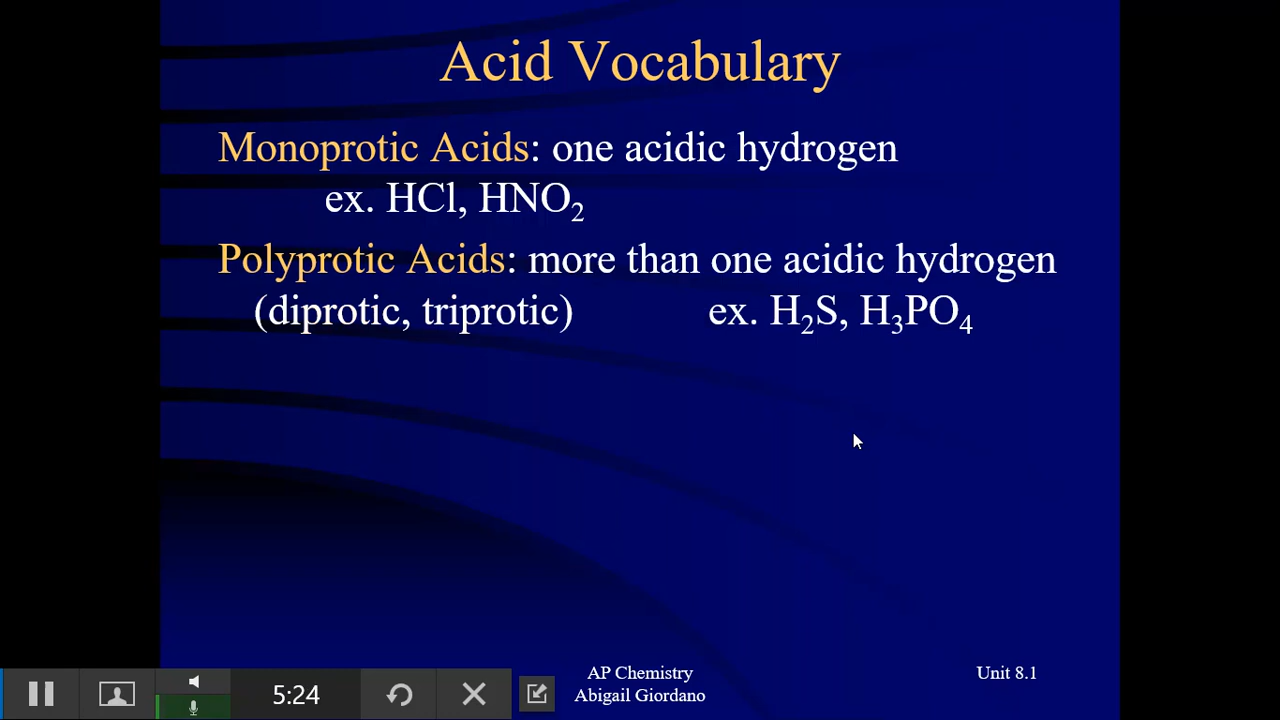 Acid Vocabulary
Monoprotic Acids: one acidic hydrogen
ex. HCl, HNO₂
Polyprotic Acids: more than one acidic hydrogen
(diprotic, triprotic) ex. H₂S, H₃PO₄
AP Chemistry
Abigail Giordano
Unit 8.1
5:24